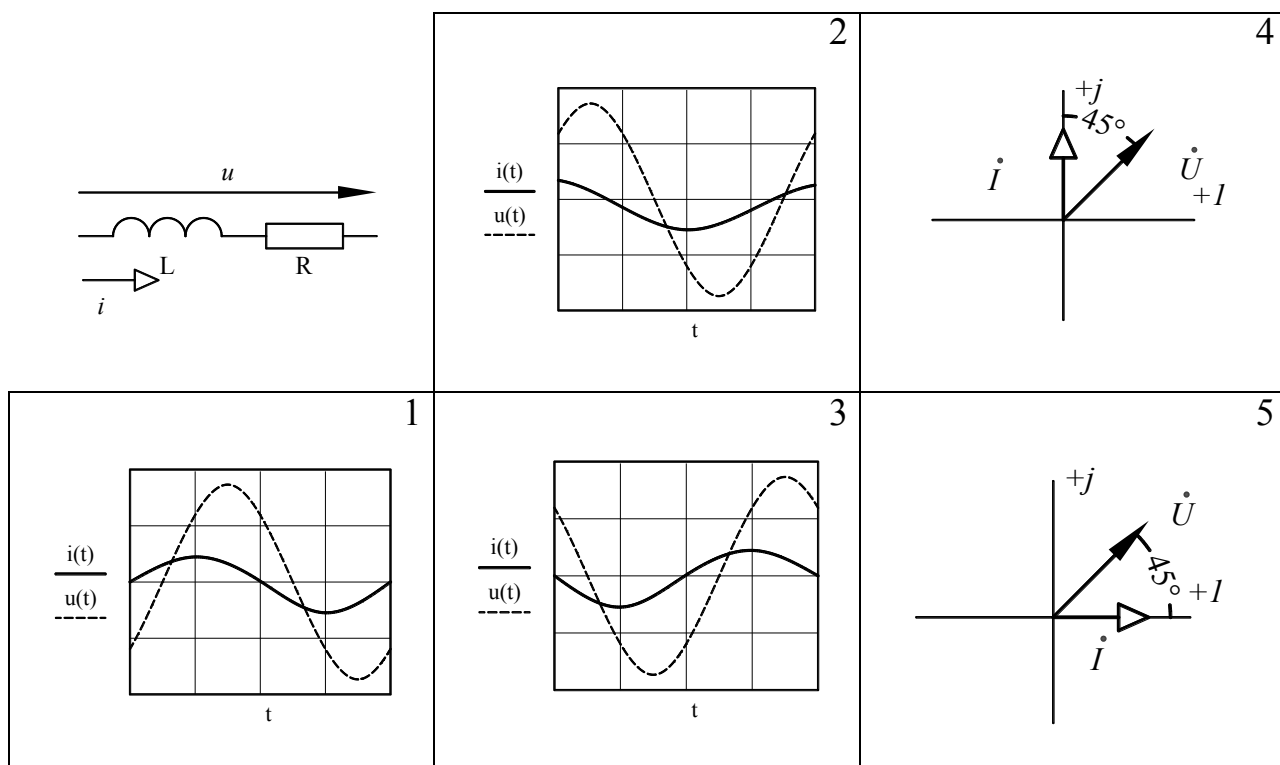 u
L
R
i
2
i(t)
u(t)
t
4
+j
45°
İ
U̇
+1
1
i(t)
u(t)
t
3
i(t)
u(t)
t
5
+j
U̇
45°
+1
İ